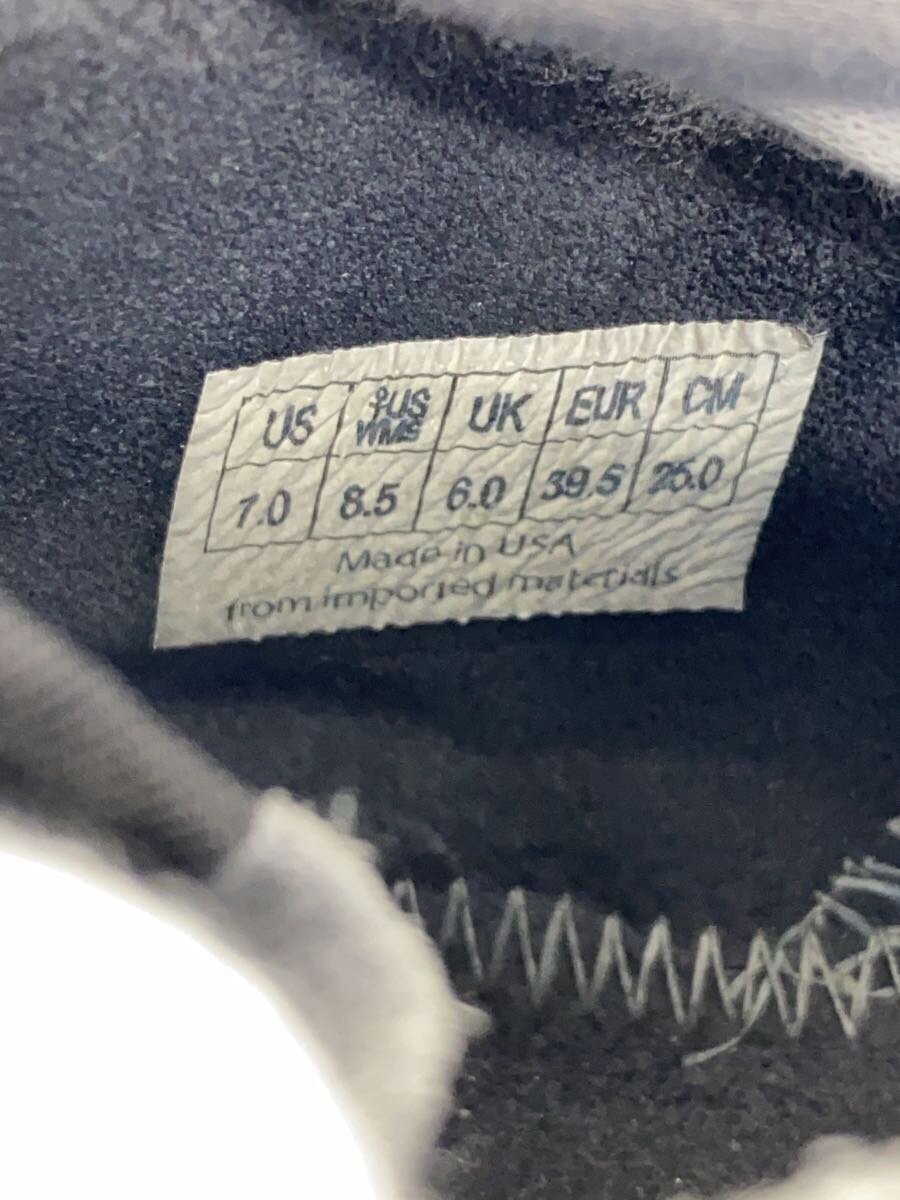 US US WMS UK EUR CM
7.0 8.5 6.0 39.5 25.0
Made in USA
from imported materials